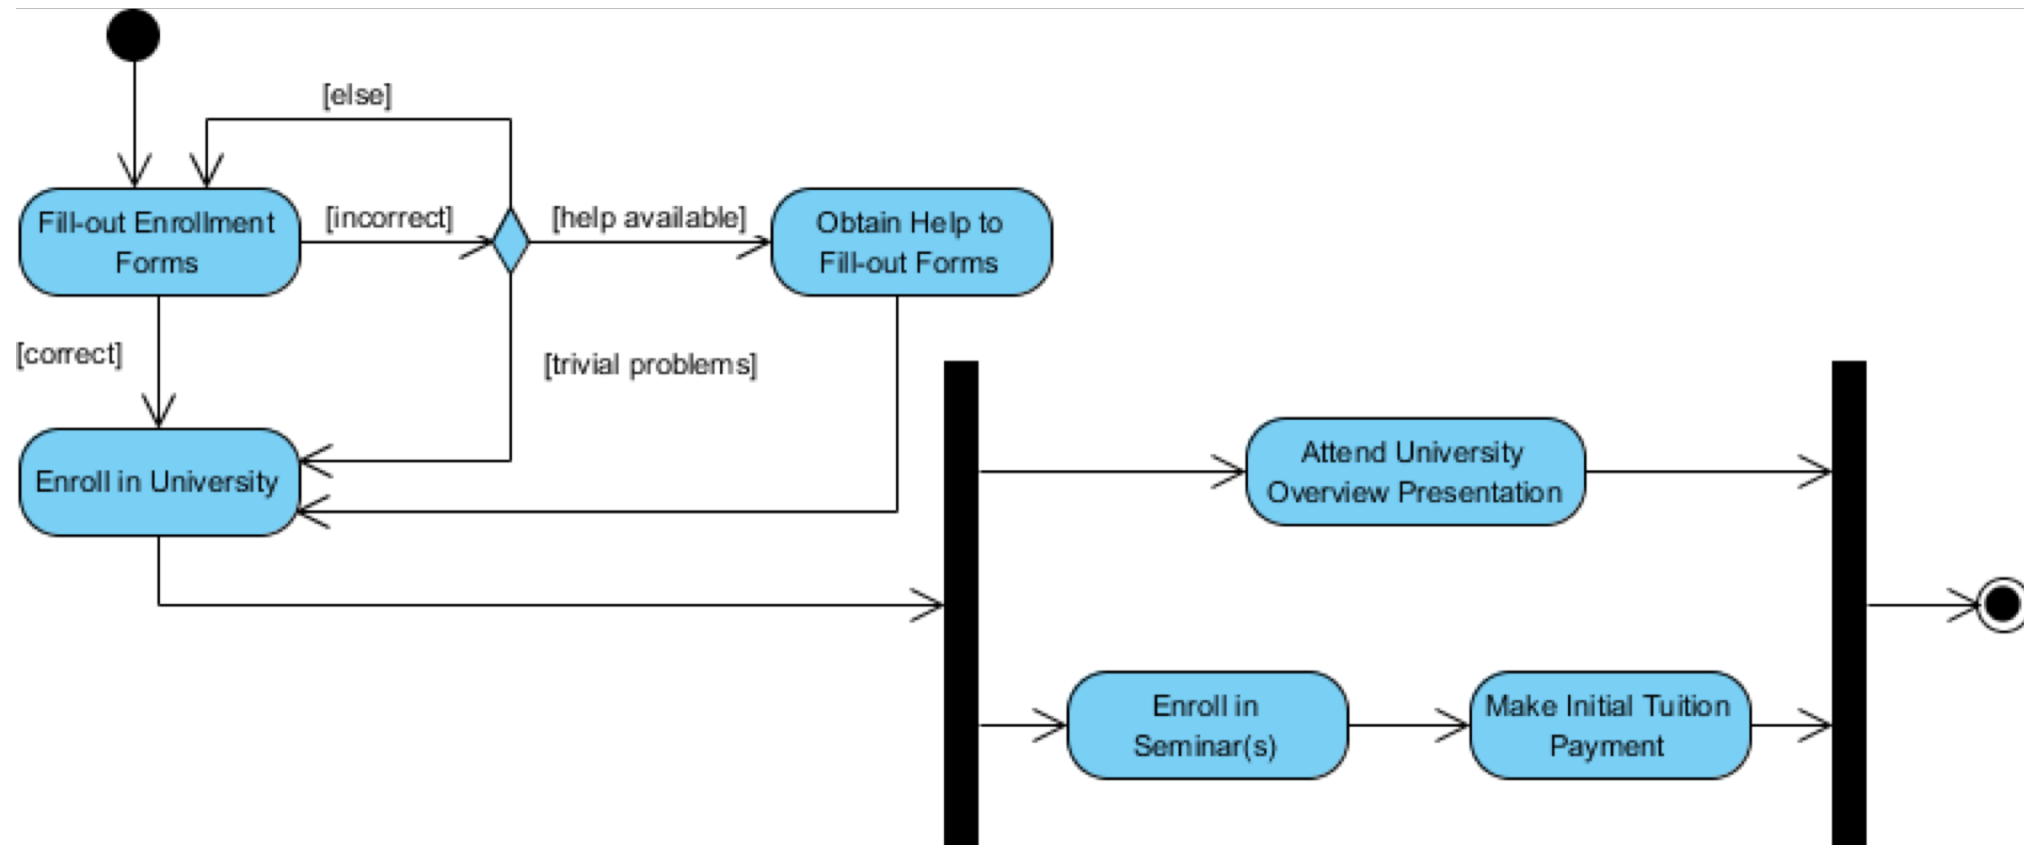 [else]
Fill-out Enrollment
Forms
[incorrect]
[help available]
Obtain Help to
Fill-out Forms
[correct]
[trivial problems]
Enroll in University
Attend University
Overview Presentation
Enroll in
Seminar(s)
Make Initial Tuition
Payment